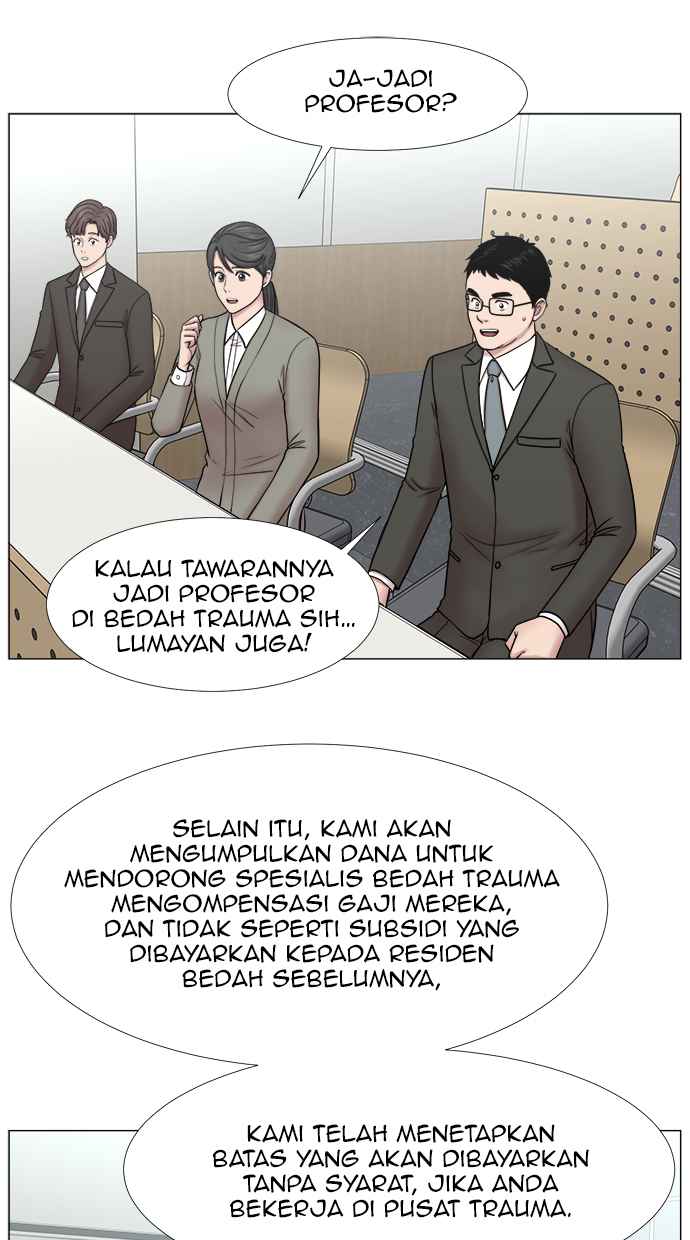 JA-JADI
PROFESOR?
KALAU TAWARANNYA
JADI PROFESOR
DI BEDAH TRAUMA SIH...
LUMAYAN JUGA!
SELAIN ITU, KAMI AKAN
MENGUMPULKAN DANA UNTUK
MENDORONG SPESIALIS BEDAH TRAUMA
MENGOMPENSASI GAJI MEREKA,
DAN TIDAK SEPERTI SUBSIDI YANG
DIBAYARKAN KEPADA RESIDEN
BEDAH SEBELUMNYA,
KAMI TELAH MENETAPKAN
BATAS YANG AKAN DIBAYARKAN
TANPA SYARAT, JIKA ANDA
BEKERJA DI PUSAT TRAUMA.